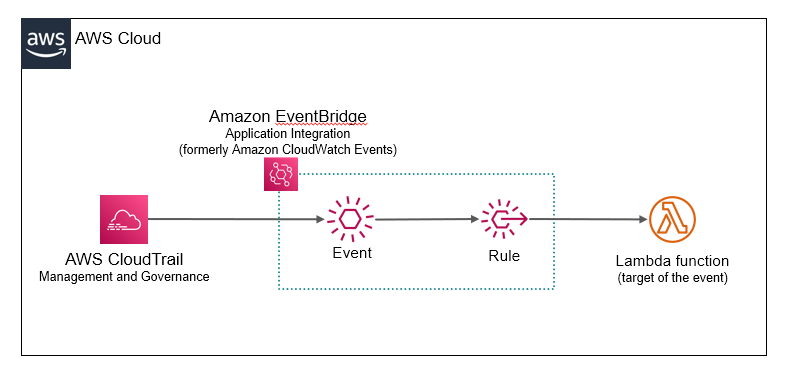 aws
AWS Cloud
Amazon EventBridge
Application Integration
(formerly Amazon CloudWatch Events)
AWS CloudTrail
Management and Governance
Event
Rule
Lambda function
(target of the event)